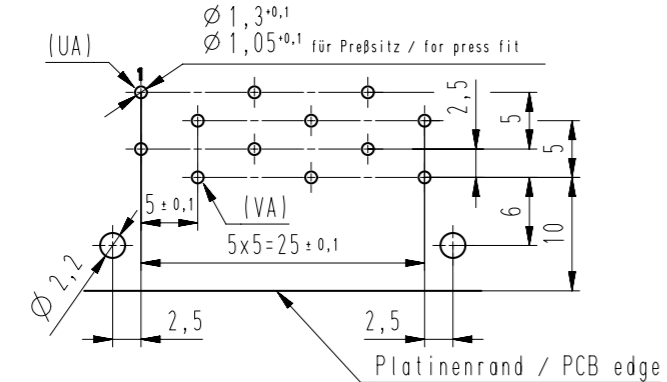 Ø 1,3+0,1
(UA)
Ø 1,05+0,1 für Preßsitz / for press fit
1
2,5
5
5
5 ± 0,1
(VA)
6
10
5x5=25 ± 0,1
Ø 2,2
2,5
2,5
Platinenrand / PCB edge